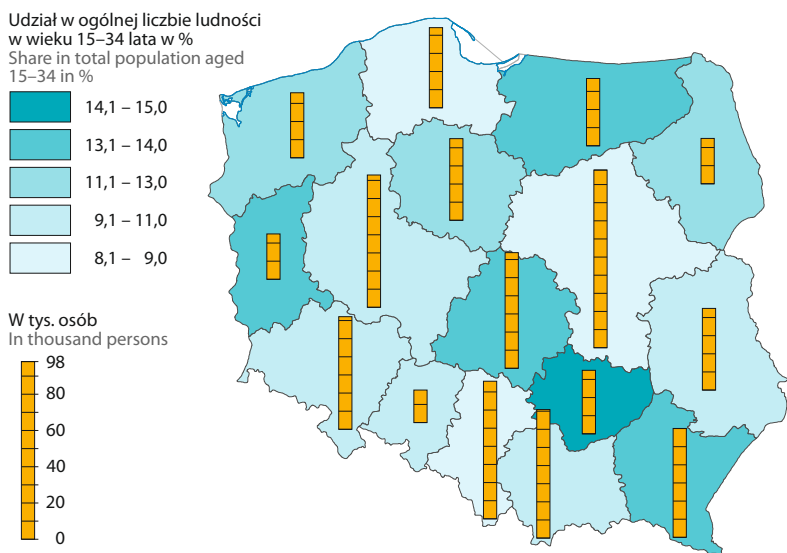 Udział w ogólnej liczbie ludności
w wieku 15–34 lata w %
Share in total population aged
15–34 in %
14,1 – 15,0
13,1 – 14,0
11,1 – 13,0
9,1 – 11,0
8,1 – 9,0
W tys. osób
In thousand persons
98
80
60
40
20
0